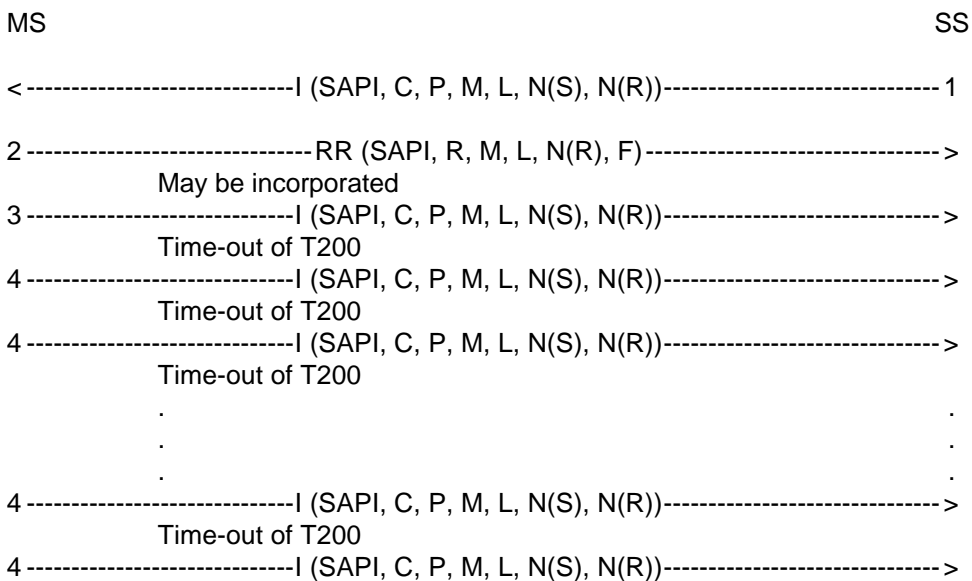 MS SS
< ------------------------------I (SAPI, C, P, M, L, N(S), N(R))------------------------------- 1
2 --------------------------------RR (SAPI, R, M, L, N(R), F)--------------------------------- >
May be incorporated
3 ------------------------------I (SAPI, C, P, M, L, N(S), N(R))------------------------------- >
Time-out of T200
4 ------------------------------I (SAPI, C, P, M, L, N(S), N(R))------------------------------- >
Time-out of T200
4 ------------------------------I (SAPI, C, P, M, L, N(S), N(R))------------------------------- >
Time-out of T200
. .
. .
. .
4 ------------------------------I (SAPI, C, P, M, L, N(S), N(R))------------------------------- >
Time-out of T200
4 ------------------------------I (SAPI, C, P, M, L, N(S), N(R))------------------------------- >